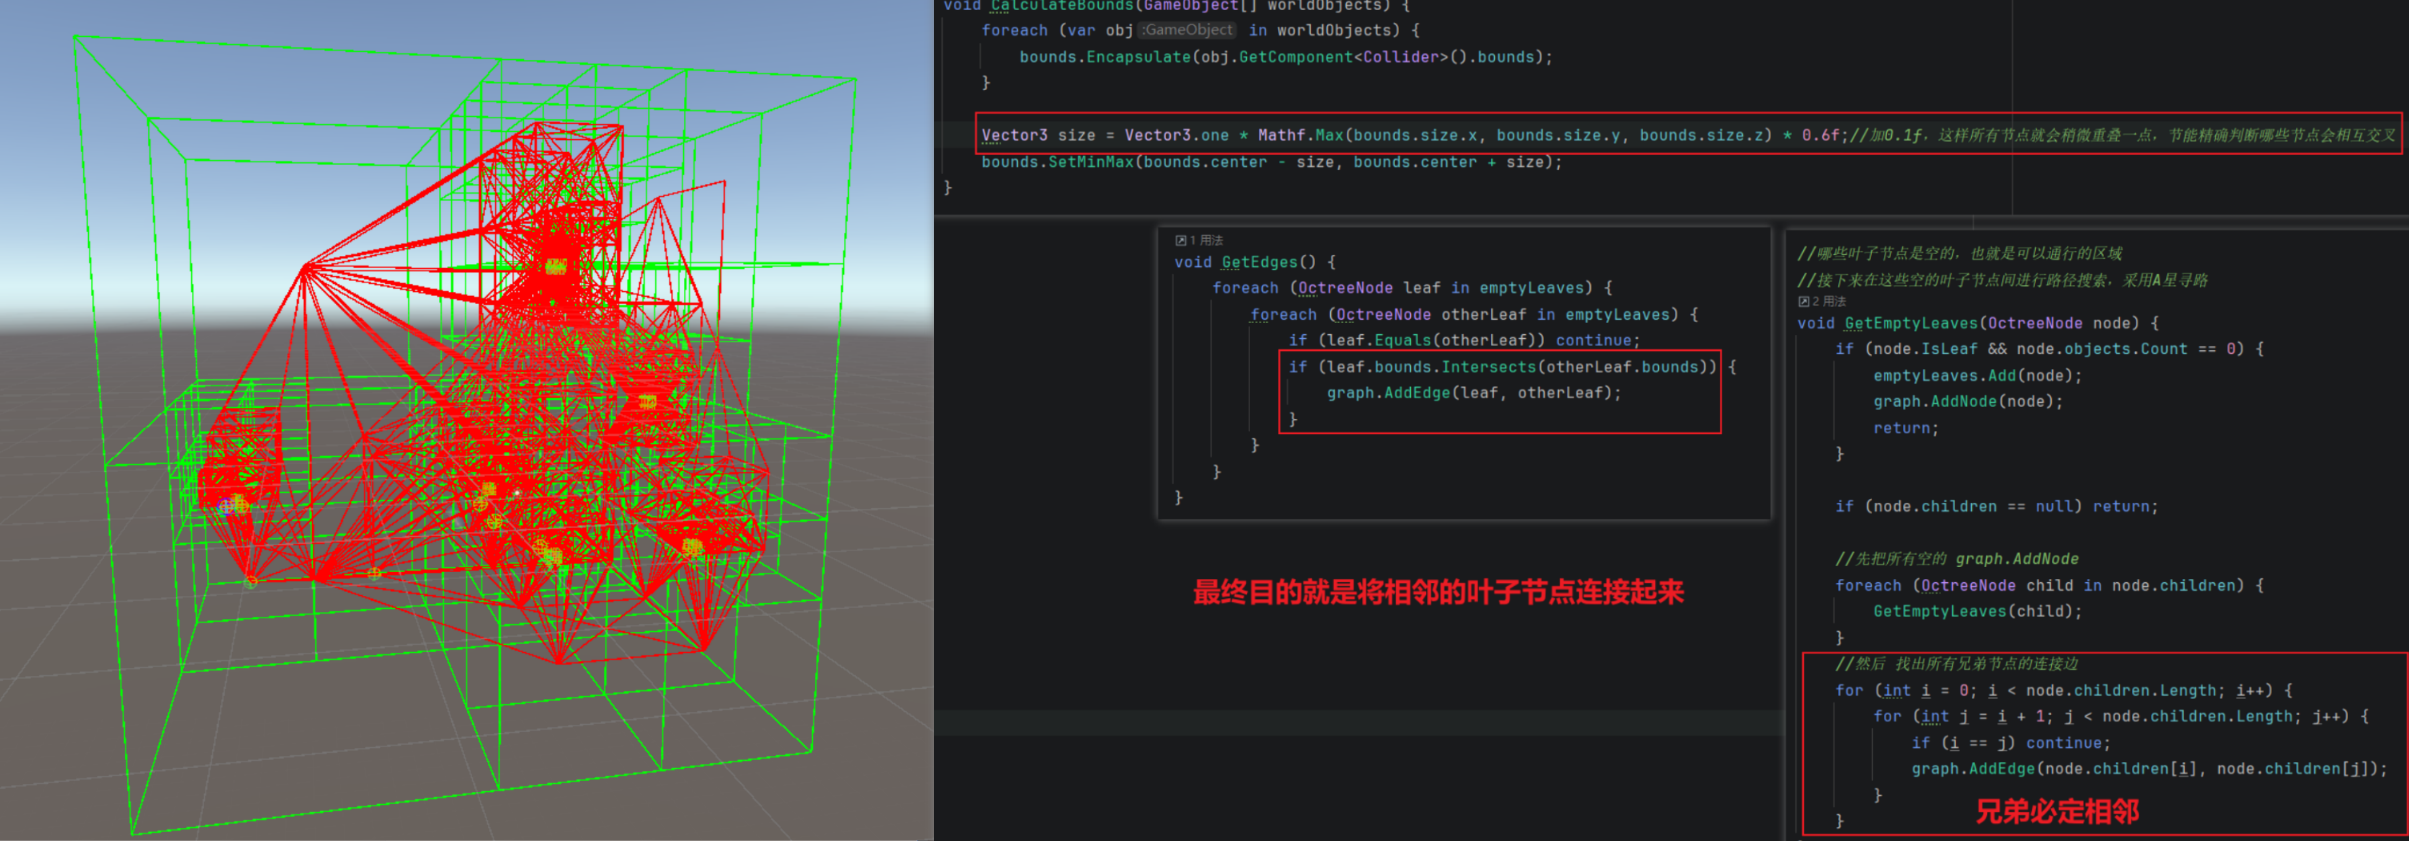 void CalculateBounds(GameObject[] worldObjects) {
foreach (var obj :GameObject in worldObjects) {
bounds.Encapsulate(obj.GetComponent<Collider>().bounds);
}
Vector3 size = Vector3.one * Mathf.Max(bounds.size.x, bounds.size.y, bounds.size.z) * 0.6f;//加0.1f，这样所有节点就会稍微重叠一点，节能精确判断哪些节点会相互交叉
bounds.SetMinMax(bounds.center - size, bounds.center + size);
}
1 用法
void GetEdges() {
foreach (OctreeNode leaf in emptyLeaves) {
foreach (OctreeNode otherLeaf in emptyLeaves) {
if (leaf.Equals(otherLeaf)) continue;
if (leaf.bounds.Intersects(otherLeaf.bounds)) {
graph.AddEdge(leaf, otherLeaf);
}
}
}
}
最终目的就是将相邻的叶子节点连接起来
//哪些叶子节点是空的，也就是可以通行的区域
//接下来在这些空的叶子节点间进行路径搜索，采用A星寻路
2 用法
void GetEmptyLeaves(OctreeNode node) {
if (node.IsLeaf && node.objects.Count == 0) {
emptyLeaves.Add(node);
graph.AddNode(node);
return;
}
if (node.children == null) return;
//先把所有空的 graph.AddNode
foreach (OctreeNode child in node.children) {
GetEmptyLeaves(child);
}
//然后 找出所有兄弟节点的连接边
for (int i = 0; i < node.children.Length; i++) {
for (int j = i + 1; j < node.children.Length; j++) {
if (i == j) continue;
graph.AddEdge(node.children[i], node.children[j]);
}
}
兄弟必定相邻